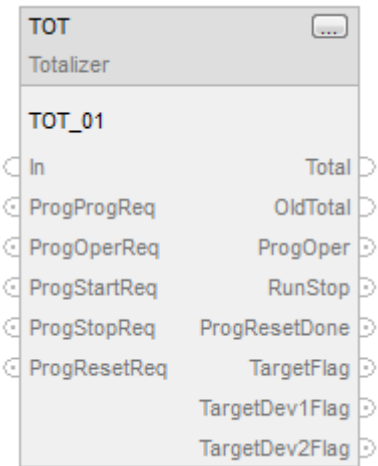 TOT ...
Totalizer
TOT_01
In Total
ProgProgReq OldTotal
ProgOperReq ProgOper
ProgStartReq RunStop
ProgStopReq ProgResetDone
ProgResetReq TargetFlag
TargetDev1Flag
TargetDev2Flag